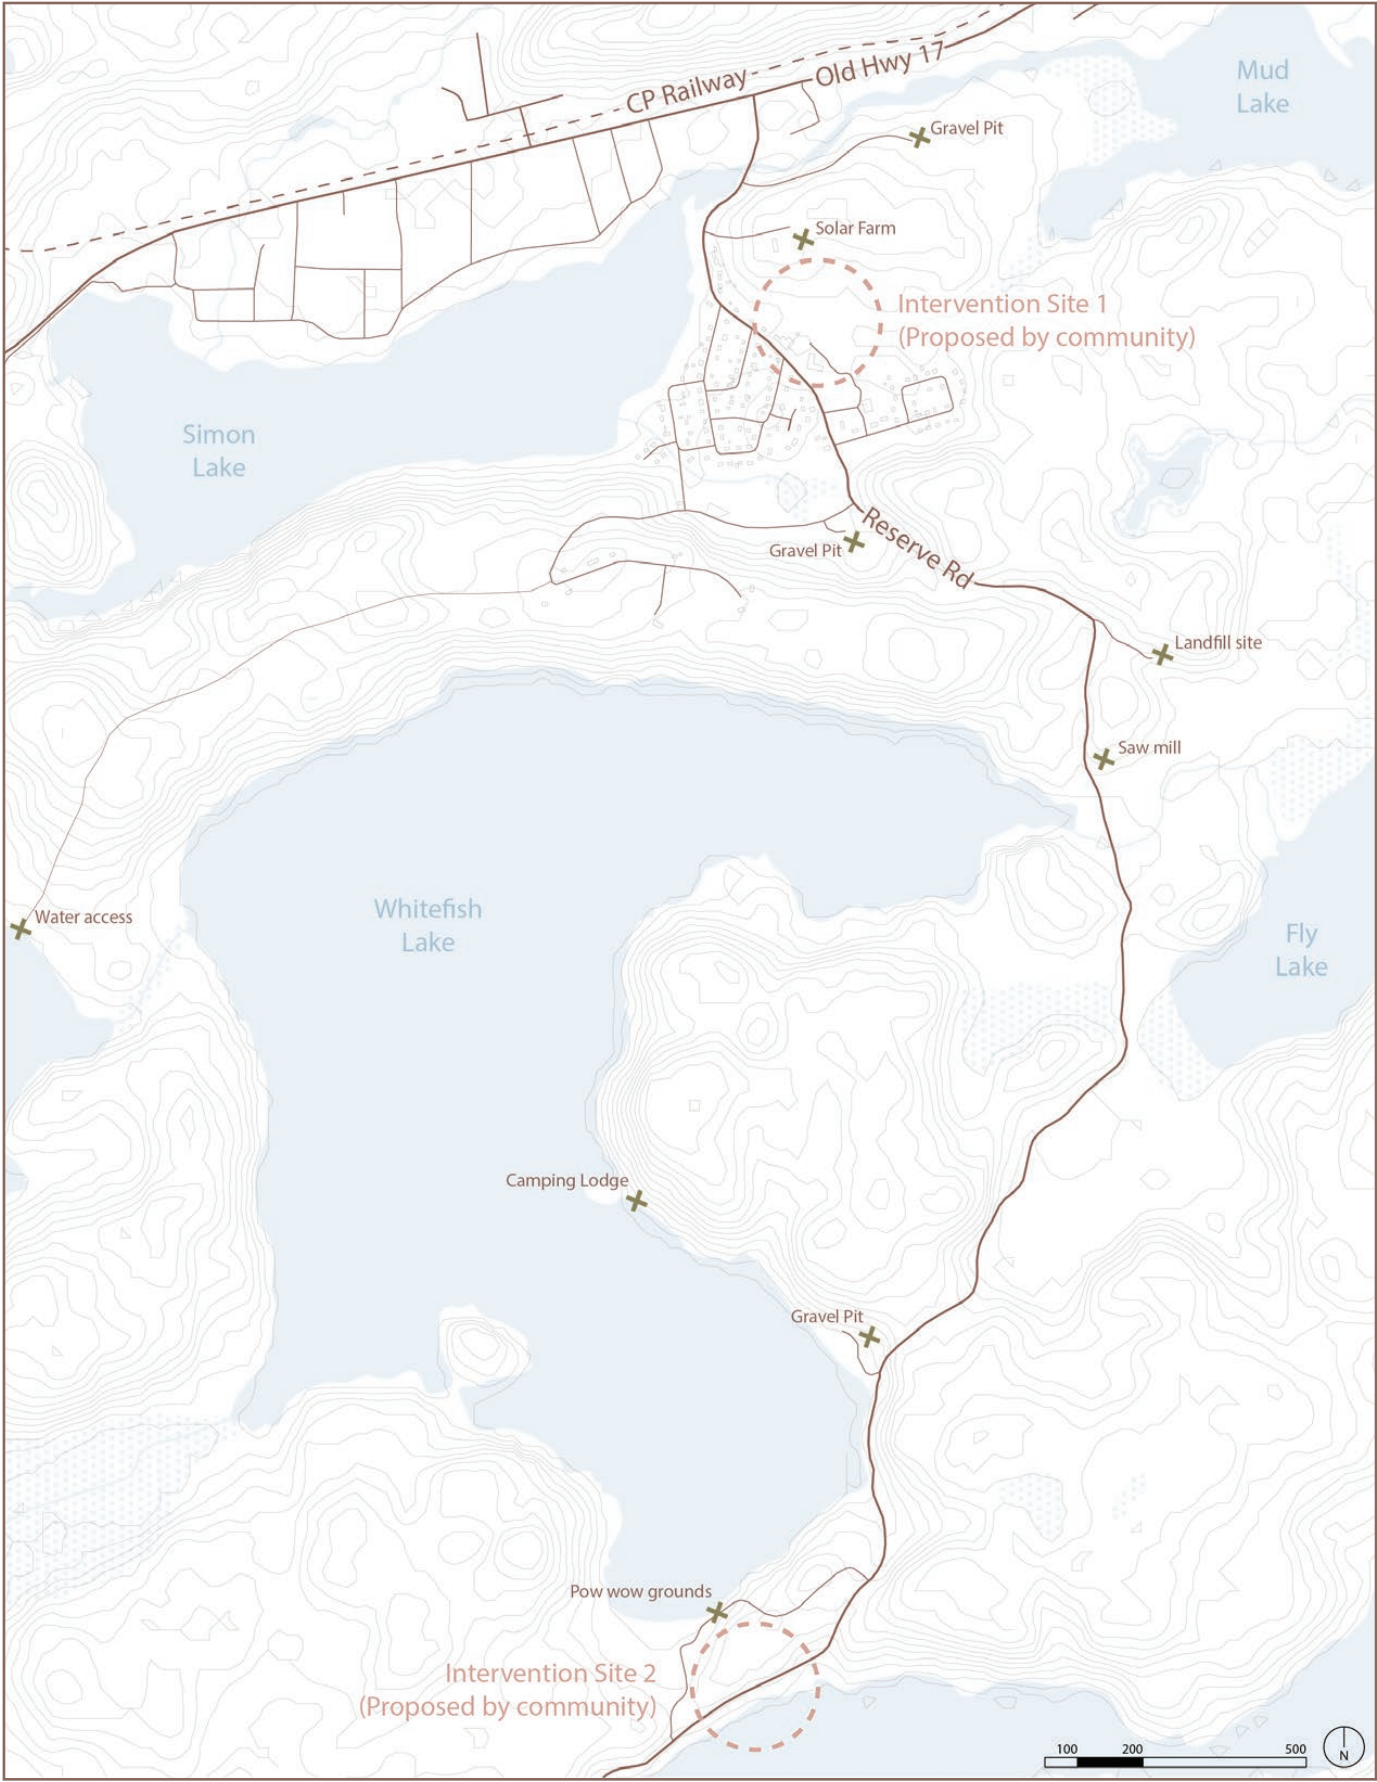 Mud
Lake
Old Hwy 17
CP Railway
Gravel Pit
Solar Farm
Intervention Site 1
(Proposed by community)
Simon
Lake
Reserve Rd
Gravel Pit
Landfill site
Saw mill
Whitefish
Lake
Water access
Fly
Lake
Camping Lodge
Gravel Pit
Pow wow grounds
Intervention Site 2
(Proposed by community)
100 200 500
N